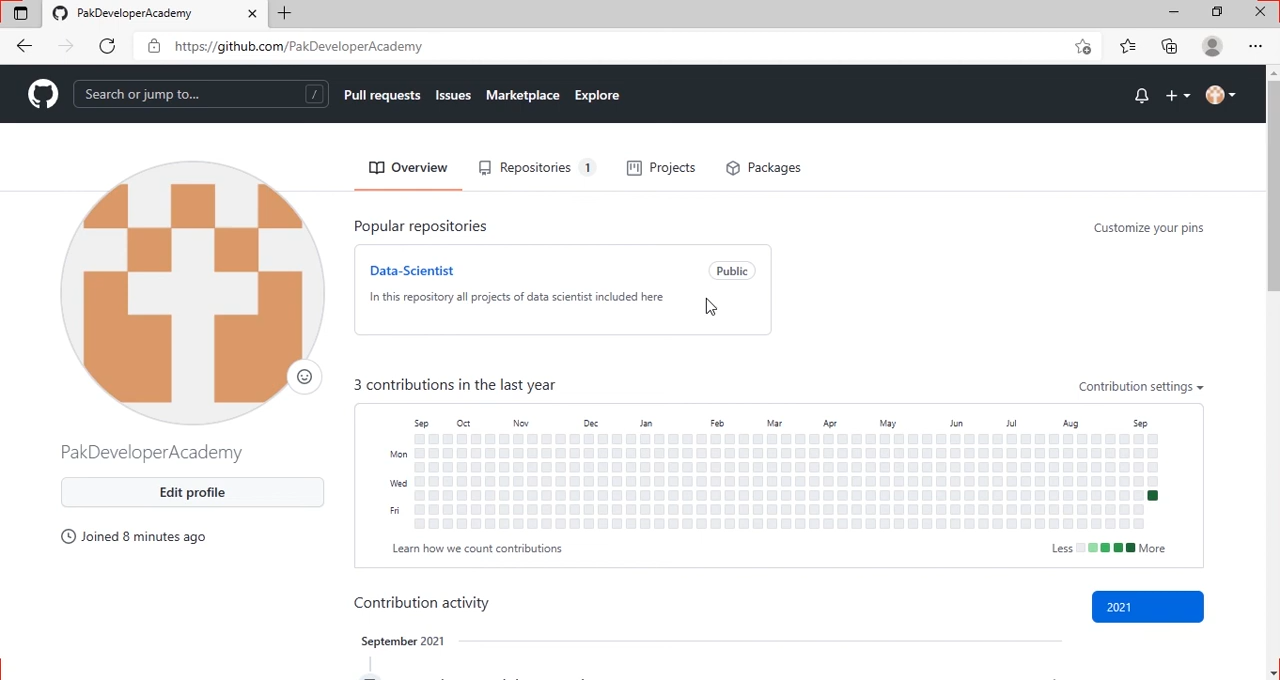 PakDeveloperAcademy
https://github.com/PakDeveloperAcademy
Search or jump to... /
Pull requests Issues Marketplace Explore
Overview Repositories 1 Projects Packages
Popular repositories
Customize your pins
Data-Scientist Public
In this repository all projects of data scientist included here
3 contributions in the last year
Contribution settings
Sep Oct Nov Dec Jan Feb Mar Apr May Jun Jul Aug Sep
Mon
Wed
Fri
Learn how we count contributions
Less More
PakDeveloperAcademy
Edit profile
Joined 8 minutes ago
Contribution activity
2021
September 2021